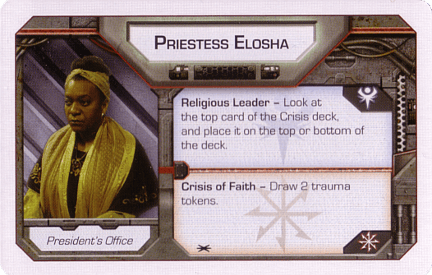 PRIESTESS ELOSHA
Religious Leader – Look at
the top card of the Crisis deck,
and place it on the top or bottom of
the deck.
Crisis of Faith – Draw 2 trauma
tokens.
President's Office